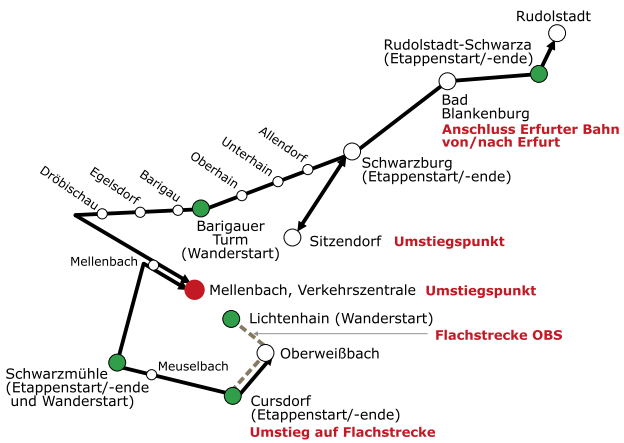 Rudolstadt
Rudolstadt-Schwarza
(Etappenstart/-ende)
Bad
Blankenburg
Anschluss Erfurter Bahn
von/nach Erfurt
Allendorf
Unterhain
Oberhain
Barigau
Egelsdorf
Dröbischau
Schwarzburg
(Etappenstart/-ende)
Barigauer
Turm
(Wanderstart)
Sitzendorf Umstiegspunkt
Mellenbach
Mellenbach, Verkehrszentrale Umstiegspunkt
Lichtenhain (Wanderstart)
Flachstrecke OBS
Oberweißbach
Schwarzmühle
(Etappenstart/-ende
und Wanderstart)
Meuselbach
Cursdorf
(Etappenstart/-ende)
Umstieg auf Flachstrecke